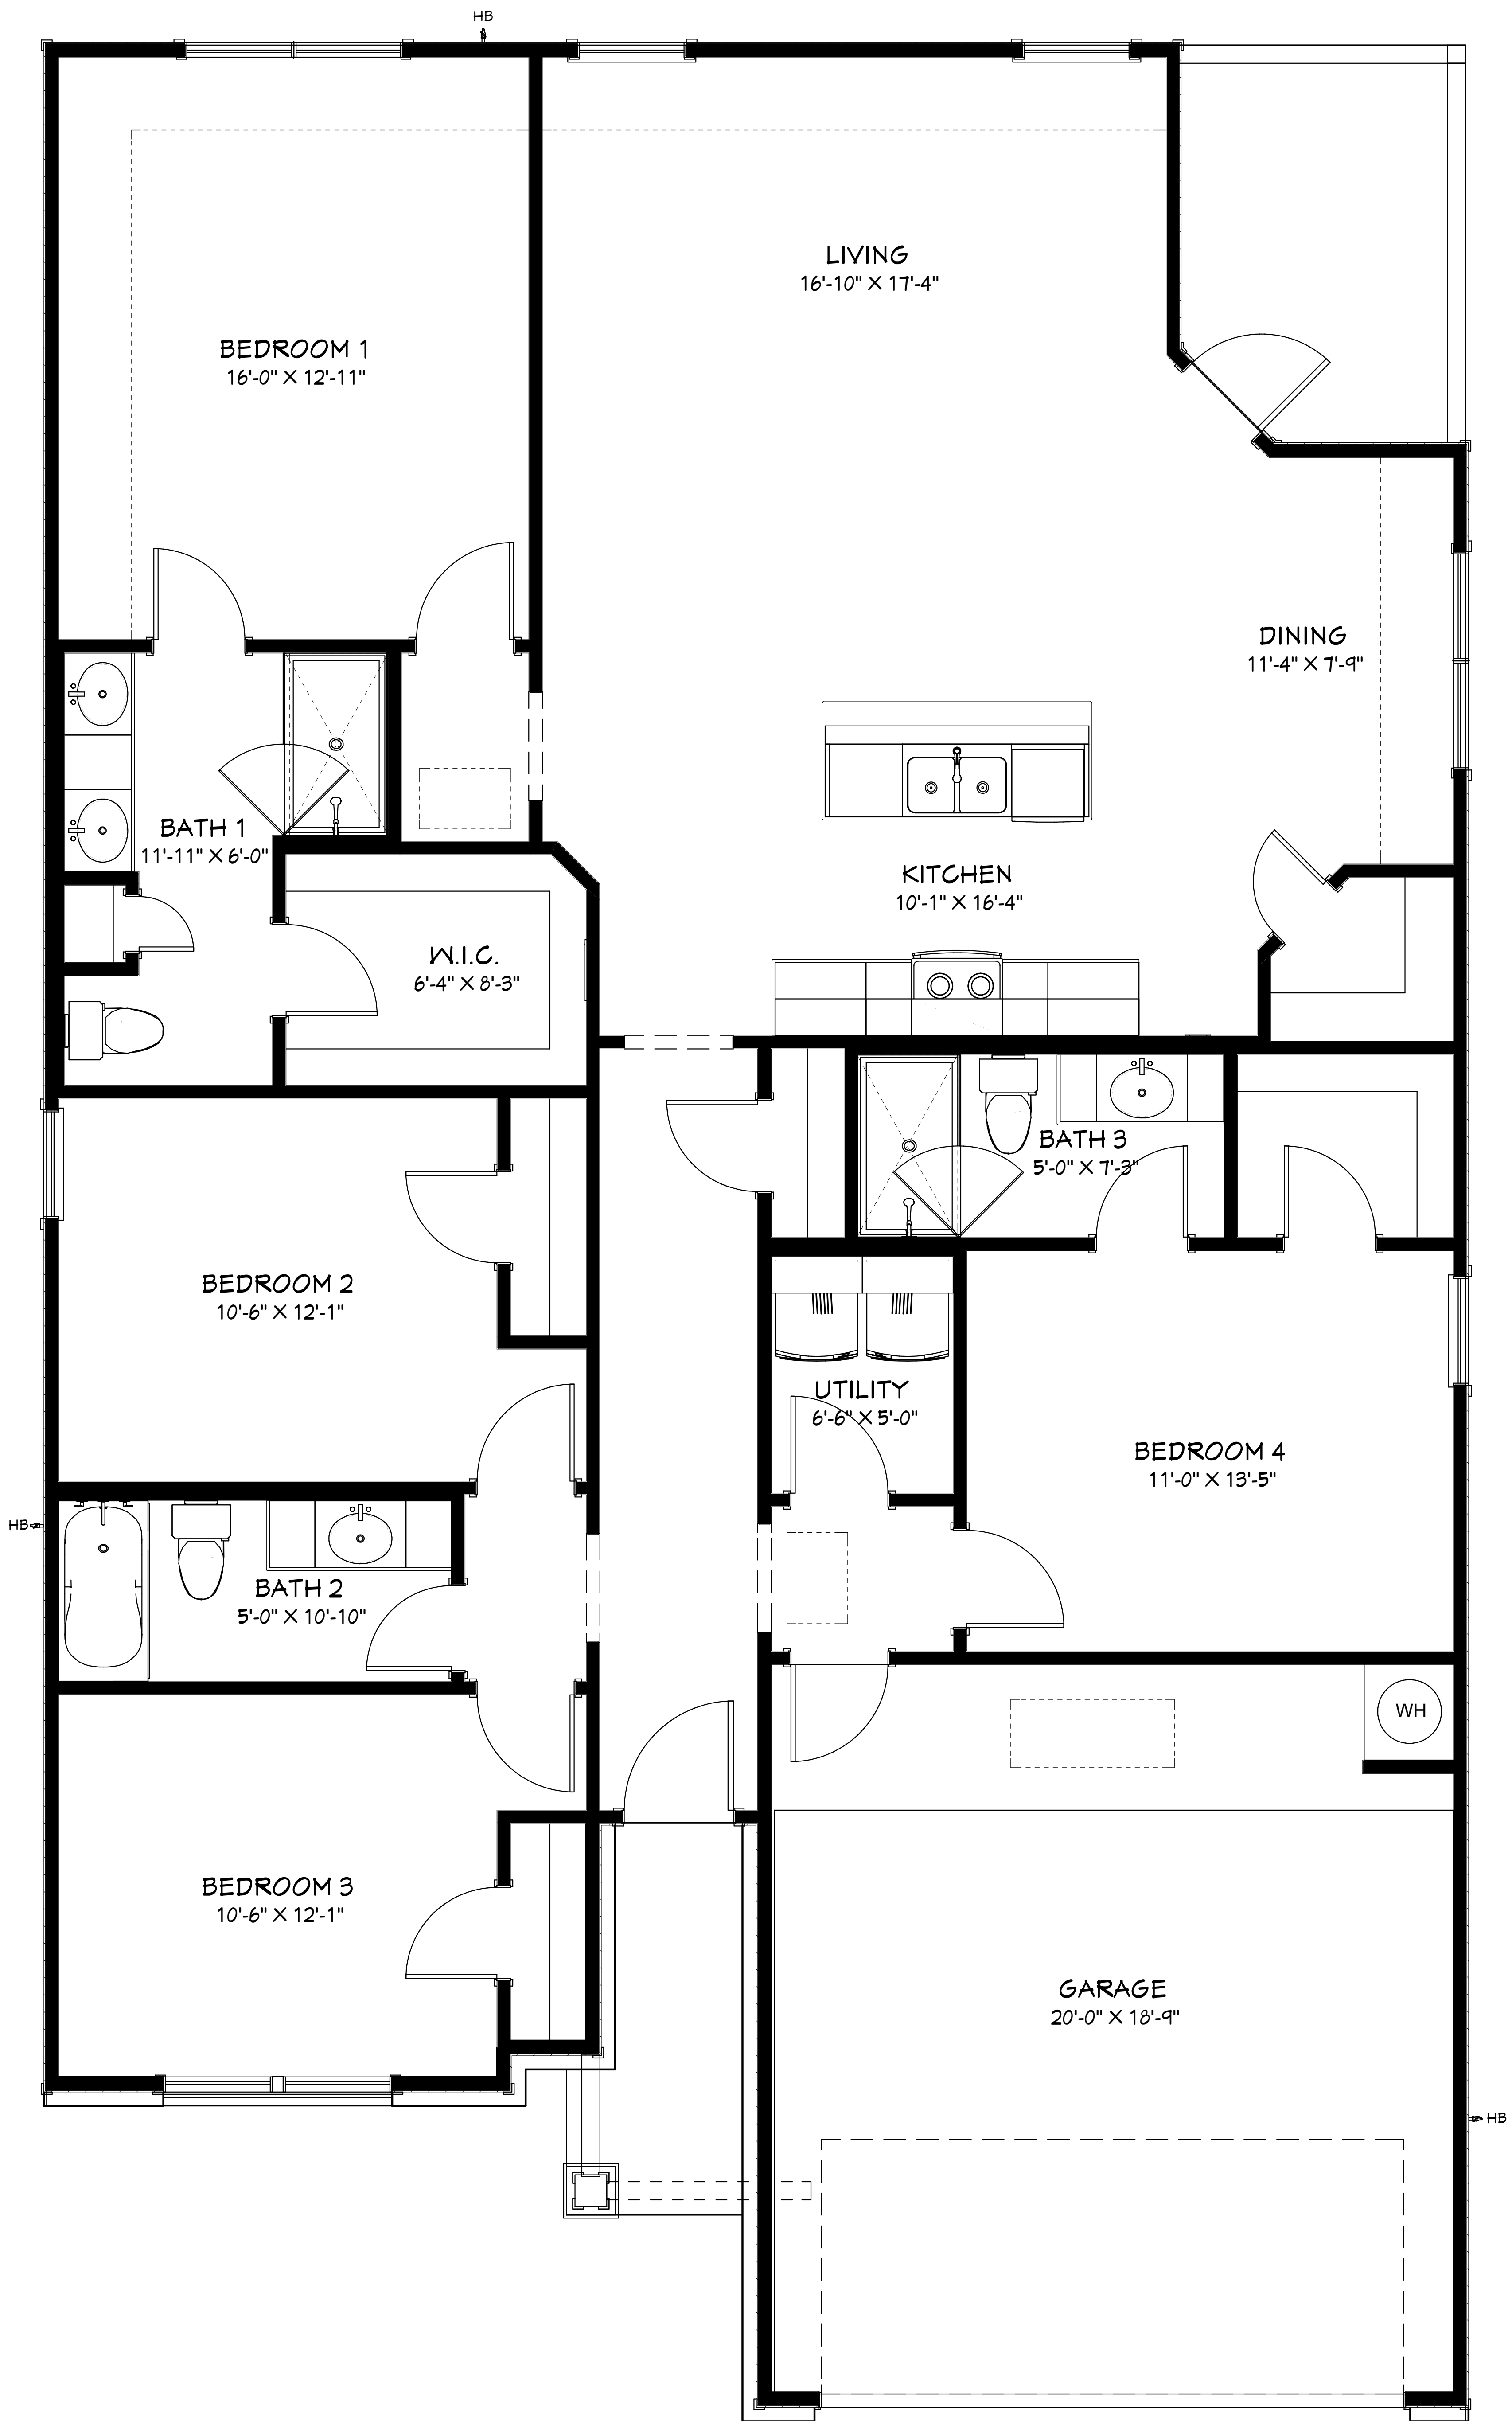 HB
LIVING
16'-10" X 17'-4"
BEDROOM 1
16'-0" X 12'-11"
DINING
11'-4" X 7'-9"
BATH 1
11'-11" X 6'-0"
KITCHEN
10'-1" X 16'-4"
W.I.C.
6'-4" X 8'-3"
BATH 3
5'-0" X 7'-3"
BEDROOM 2
10'-6" X 12'-1"
UTILITY
6'-6" X 5'-0"
BEDROOM 4
11'-0" X 13'-5"
HB
BATH 2
5'-0" X 10'-10"
WH
BEDROOM 3
10'-6" X 12'-1"
GARAGE
20'-0" X 18'-9"
HB